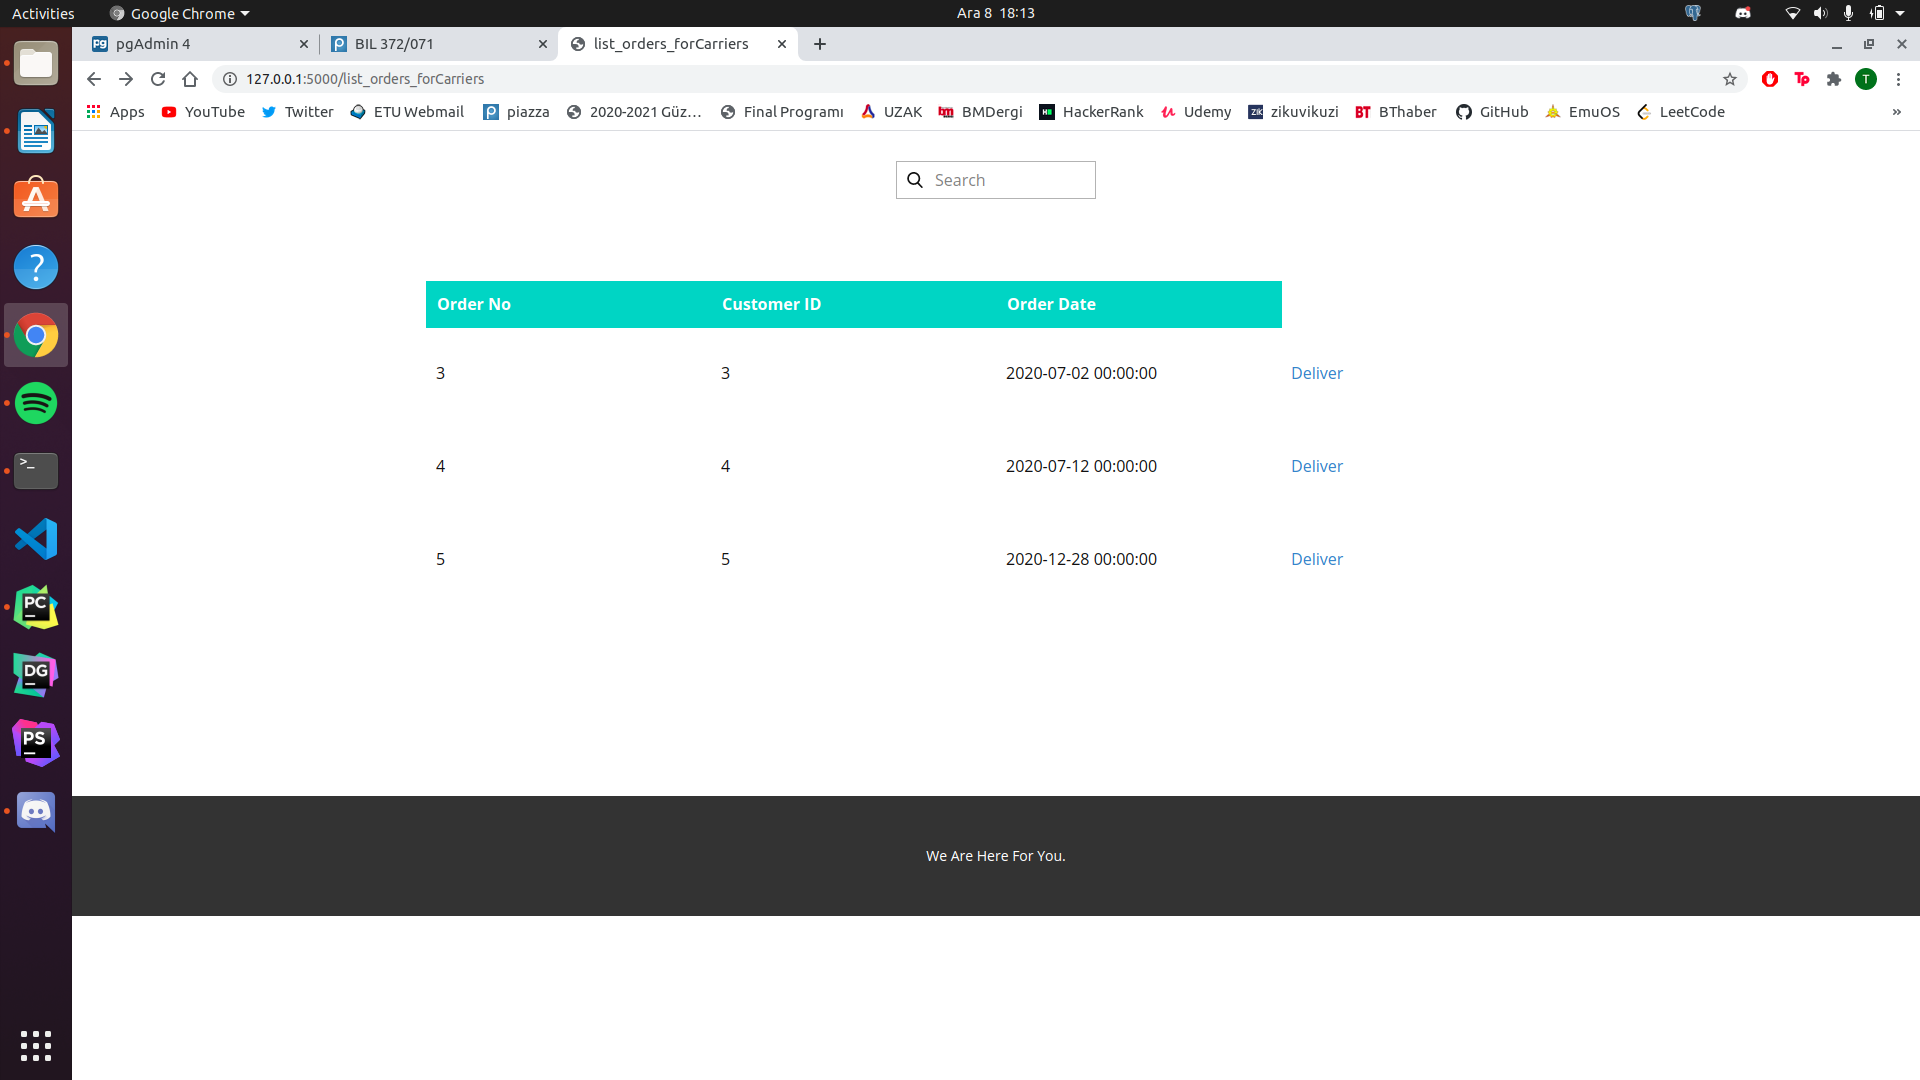 Activities Google Chrome Ara 8 18:13
pgAdmin 4 BIL 372/071 list_orders_forCarriers
127.0.0.1:5000/list_orders_forCarriers T
Apps YouTube Twitter ETU Webmail piazza 2020-2021 Güz... Final Programı UZAK BMDergi HackerRank Udemy zikuvikuzi BThaber GitHub EmuOS LeetCode »
Search
Order No Customer ID Order Date
3 3 2020-07-02 00:00:00 Deliver
4 4 2020-07-12 00:00:00 Deliver
5 5 2020-12-28 00:00:00 Deliver
PC
DG
PS
We Are Here For You.